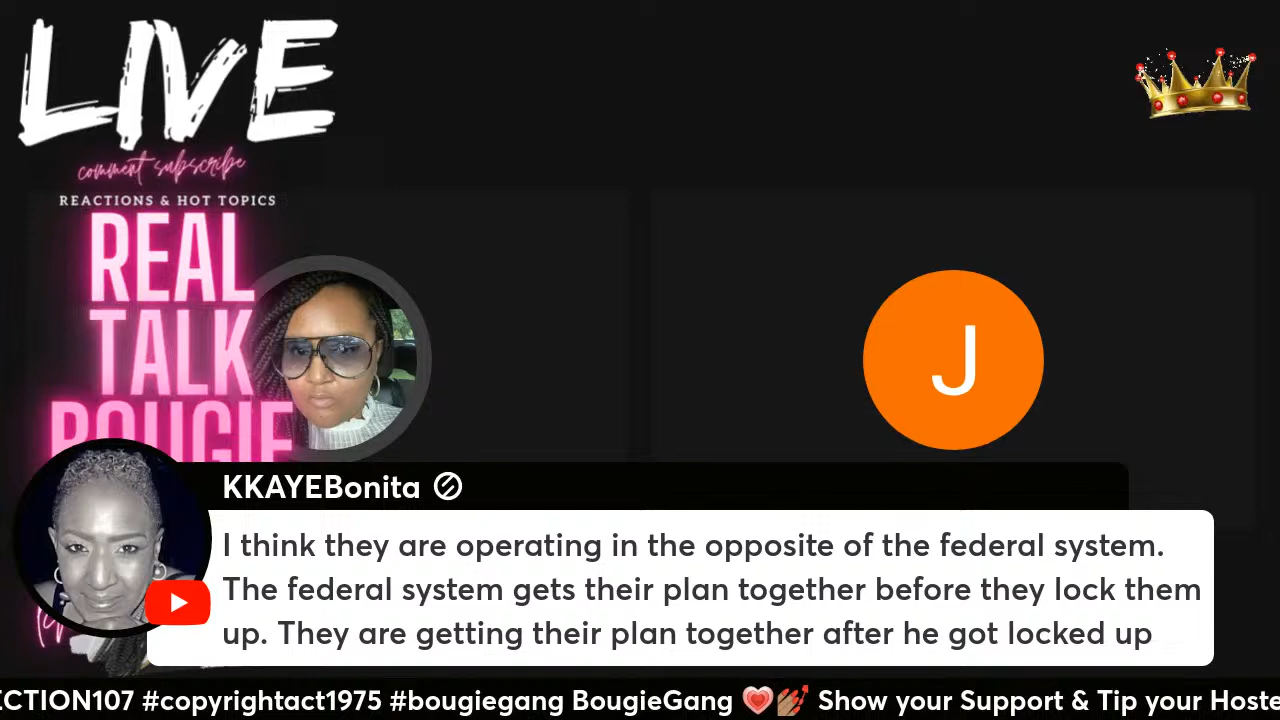 LIVE
comment subscribe
REACTIONS & HOT TOPICS
REAL
TALK
BOUGIE
J
KKAYEBonita
I think they are operating in the opposite of the federal system.
The federal system gets their plan together before they lock them
up. They are getting their plan together after he got locked up
ECTION107 #copyrightact1975 #bougiegang BougieGang 💗💅🏽 Show your Support & Tip your Hoste